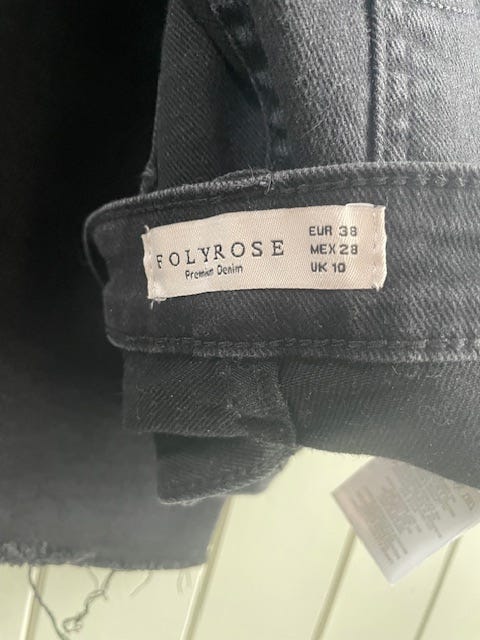 FOLYROSE
Premium Denim
EUR 38
MEX 28
UK 10